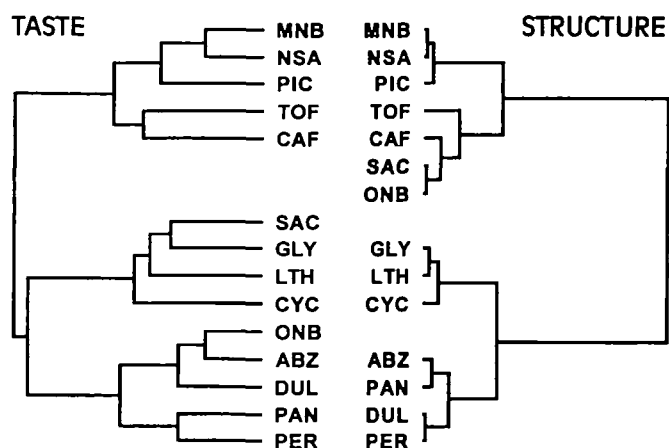 TASTE STRUCTURE
MNB MNB
NSA NSA
PIC PIC
TOF TOF
CAF CAF
SAC
ONB
SAC
GLY GLY
LTH LTH
CYC CYC
ONB
ABZ ABZ
DUL PAN
PAN DUL
PER PER